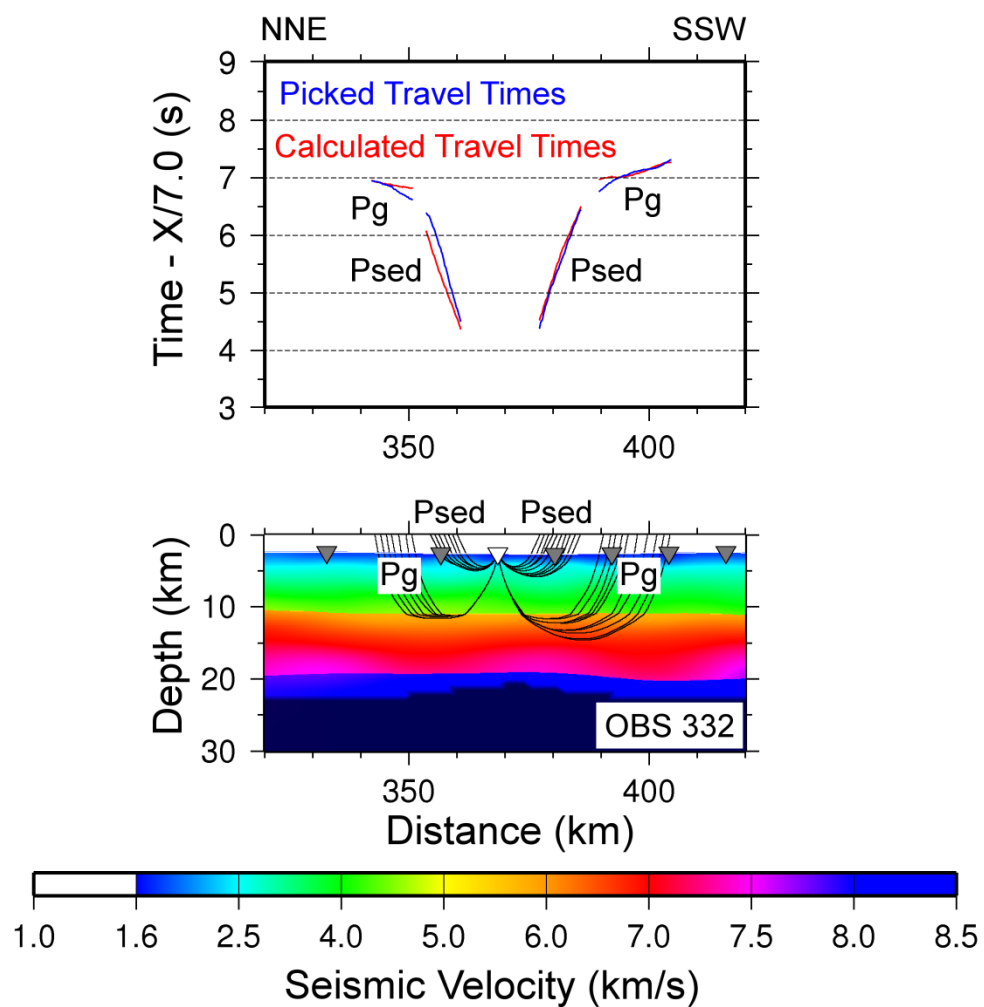 NNE SSW
9
8
7
6
5
4
3
Time - X/7.0 (s)
Picked Travel Times
Calculated Travel Times
Pg Pg
Psed Psed
350 400
Psed Psed
0
10
20
30
Depth (km)
Pg Pg
OBS 332
350 400
Distance (km)
1.0 1.6 2.5 4.0 5.0 6.0 7.0 7.5 8.0 8.5
Seismic Velocity (km/s)